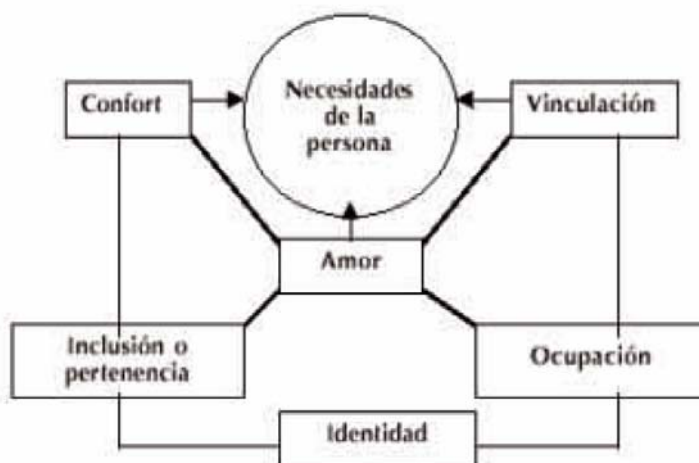 Necesidades
de la
persona
Confort
Vinculación
Amor
Inclusión o
pertenencia
Ocupación
Identidad